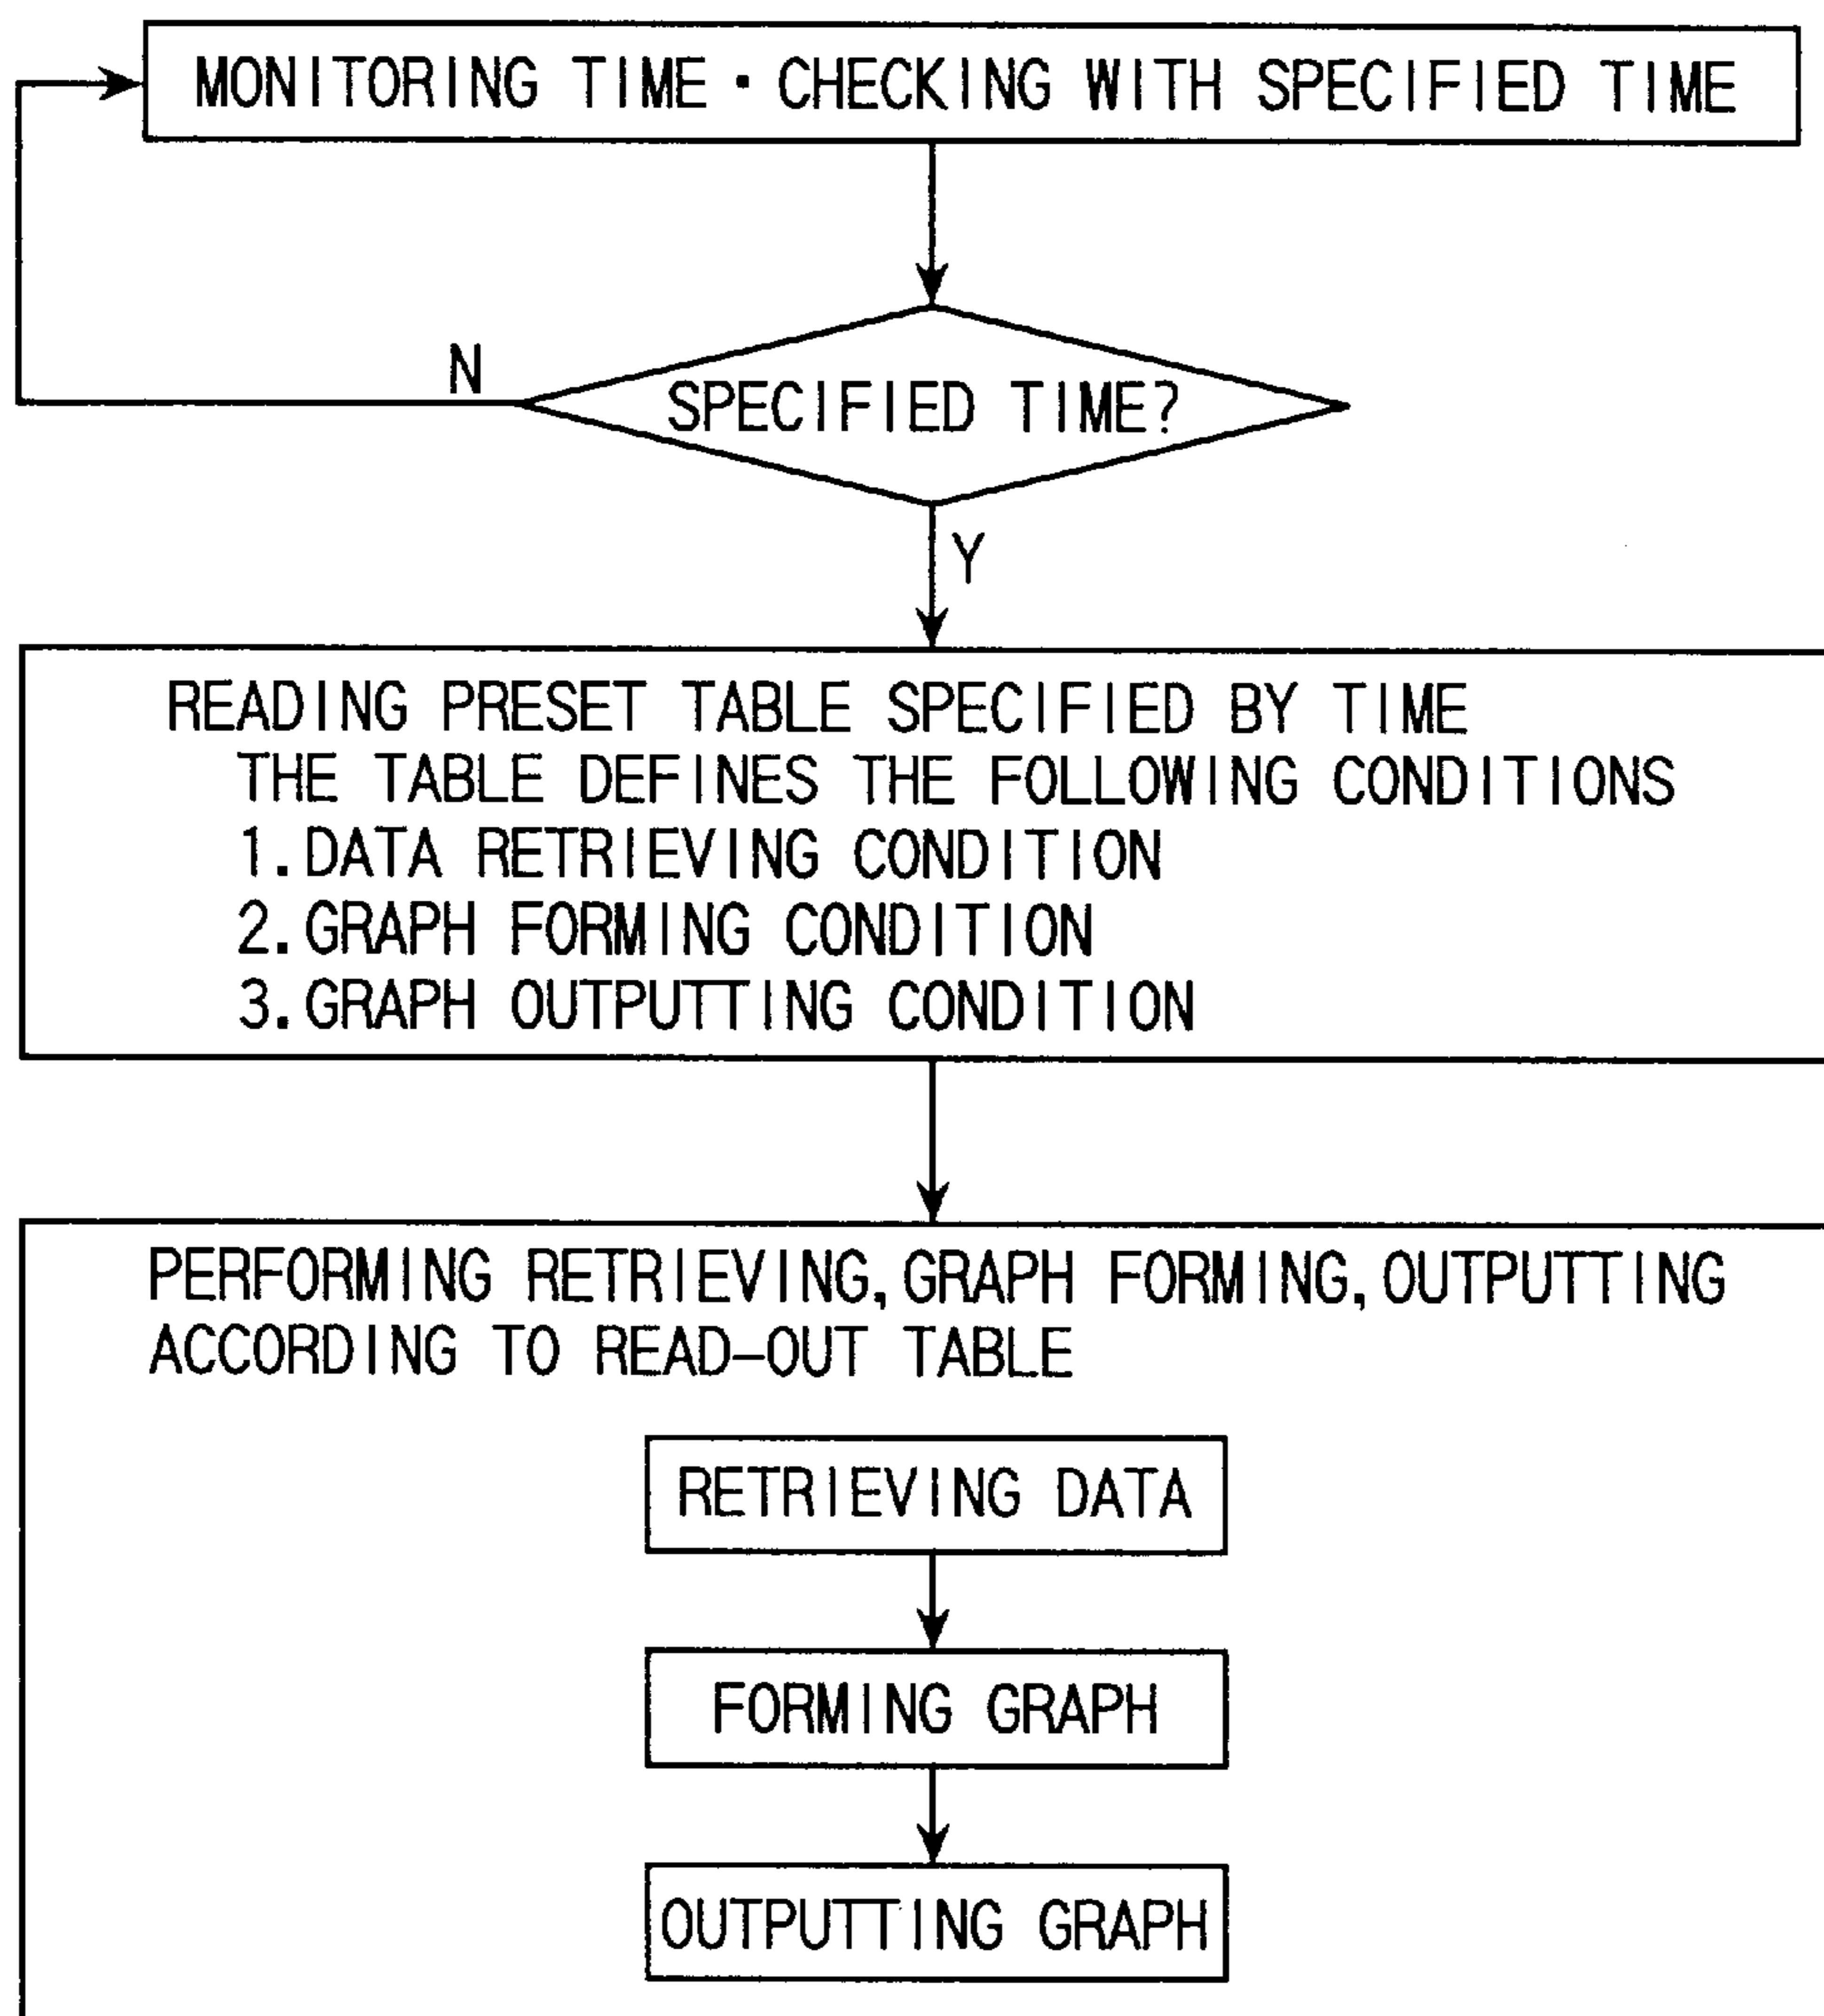 MONITORING TIME・CHECKING WITH SPECIFIED TIME
N
SPECIFIED TIME?
Y
READING PRESET TABLE SPECIFIED BY TIME
THE TABLE DEFINES THE FOLLOWING CONDITIONS
1. DATA RETRIEVING CONDITION
2. GRAPH FORMING CONDITION
3. GRAPH OUTPUTTING CONDITION
PERFORMING RETRIEVING, GRAPH FORMING, OUTPUTTING
ACCORDING TO READ-OUT TABLE
RETRIEVING DATA
FORMING GRAPH
OUTPUTTING GRAPH